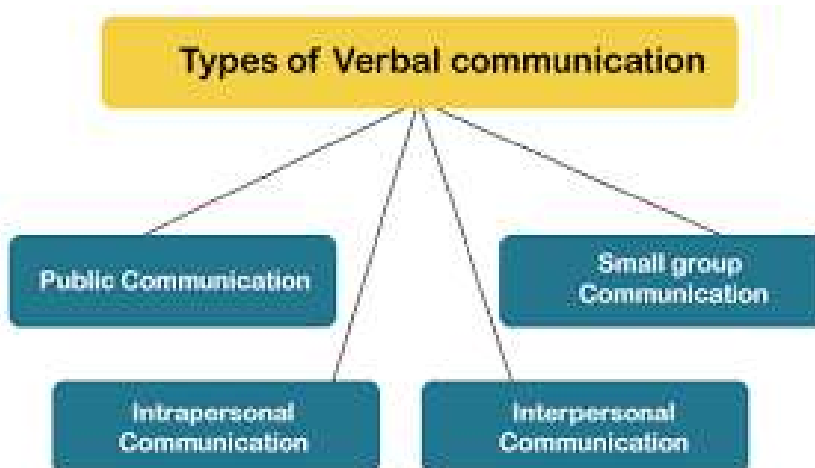 Types of Verbal communication
Public Communication
Small group
Communication
Intrapersonal
Communication
Interpersonal
Communication